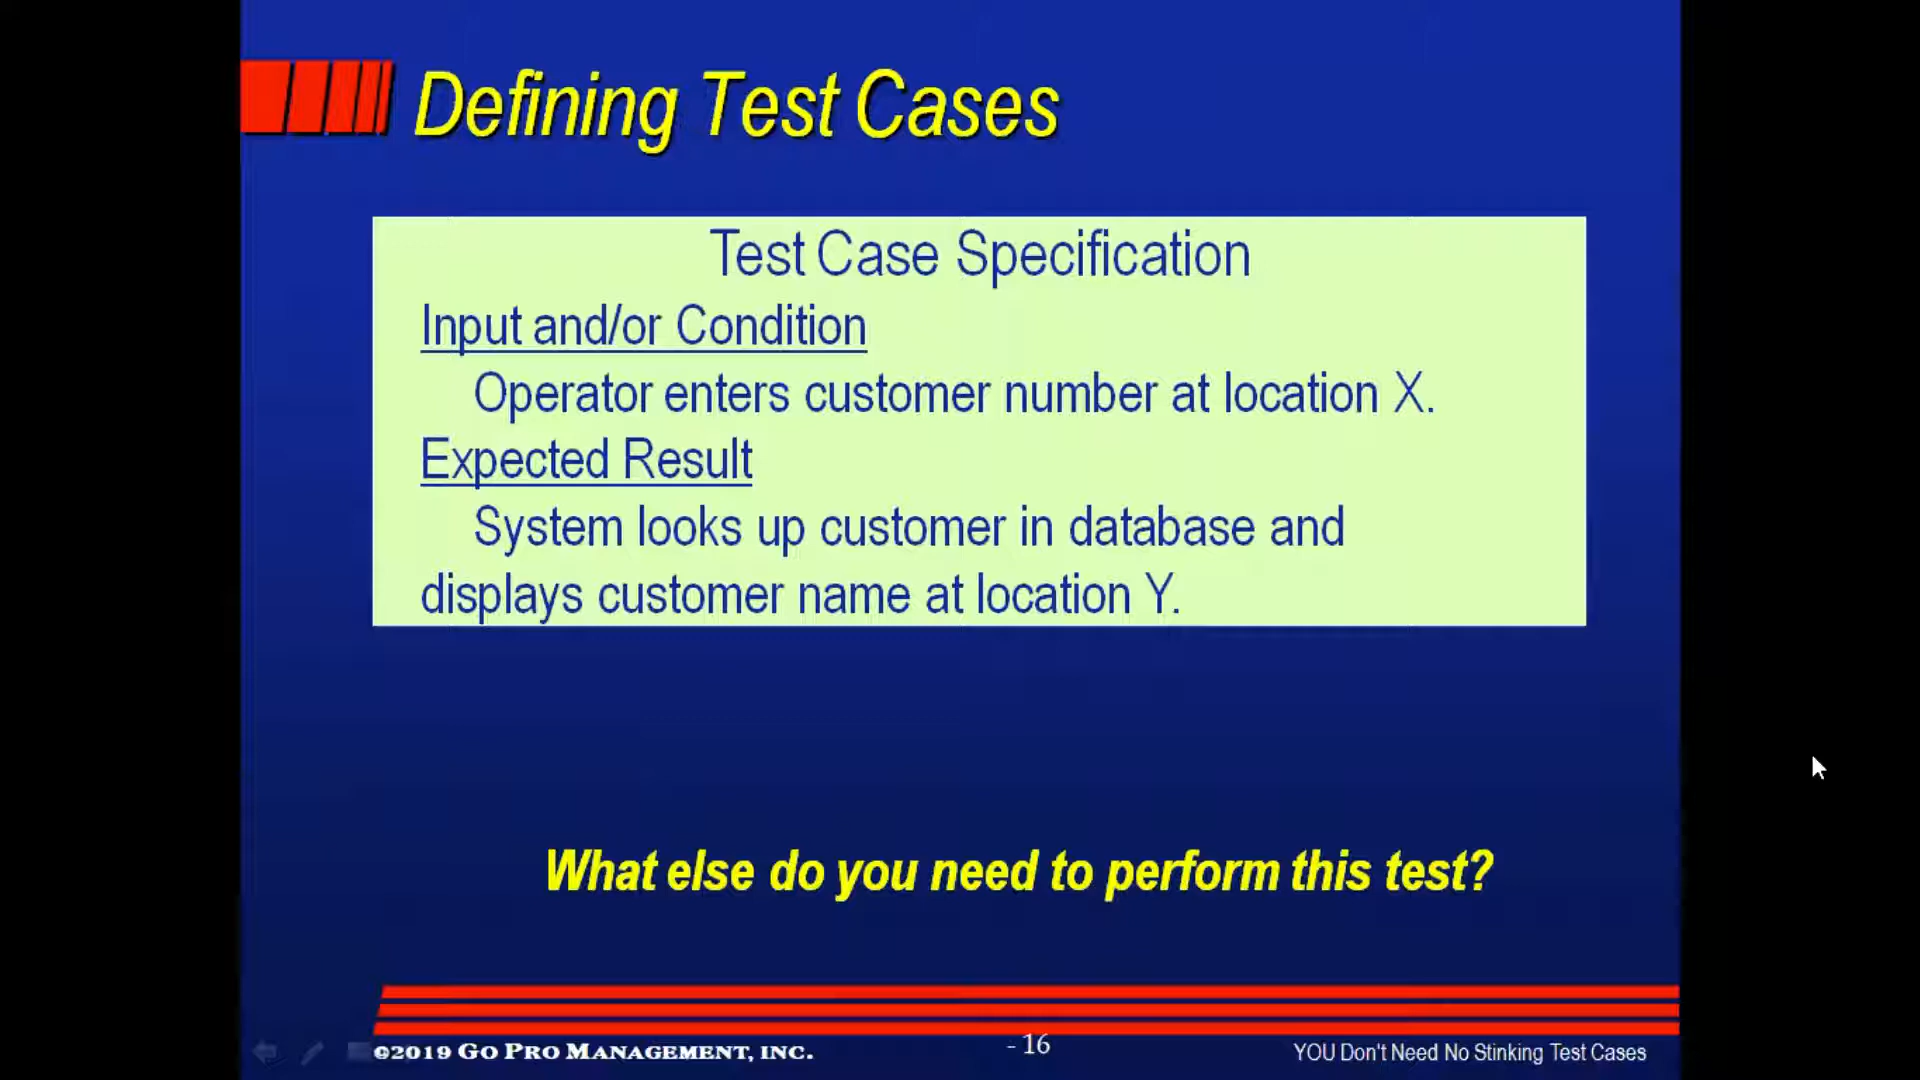 Defining Test Cases
Test Case Specification
Input and/or Condition
Operator enters customer number at location X.
Expected Result
System looks up customer in database and
displays customer name at location Y.
What else do you need to perform this test?
©2019 GO PRO MANAGEMENT, INC.
- 16
YOU Don't Need No Stinking Test Cases